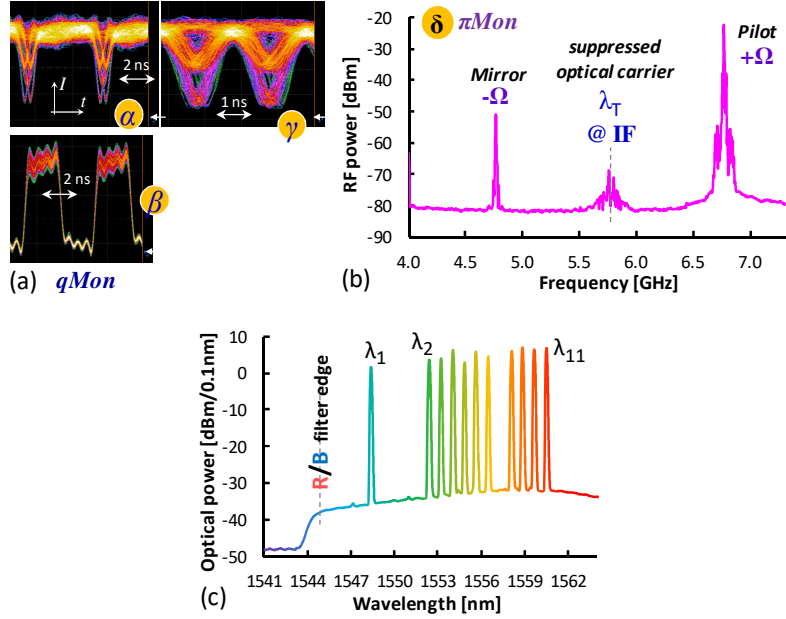 2 ns
I
t
α
1 ns
γ
2 ns
β
(a) qMon
δ πMon
-20
-30
-40
-50
-60
-70
-80
-90
RF power [dBm]
Mirror
-Ω
suppressed
optical carrier
λT
@ IF
Pilot
+Ω
4.0 4.5 5.0 5.5 6.0 6.5 7.0
Frequency [GHz]
(b)
10
0
-10
-20
-30
-40
-50
Optical power [dBm/0.1nm]
R/B filter edge
λ1
λ2
λ11
1541 1544 1547 1550 1553 1556 1559 1562
Wavelength [nm]
(c)